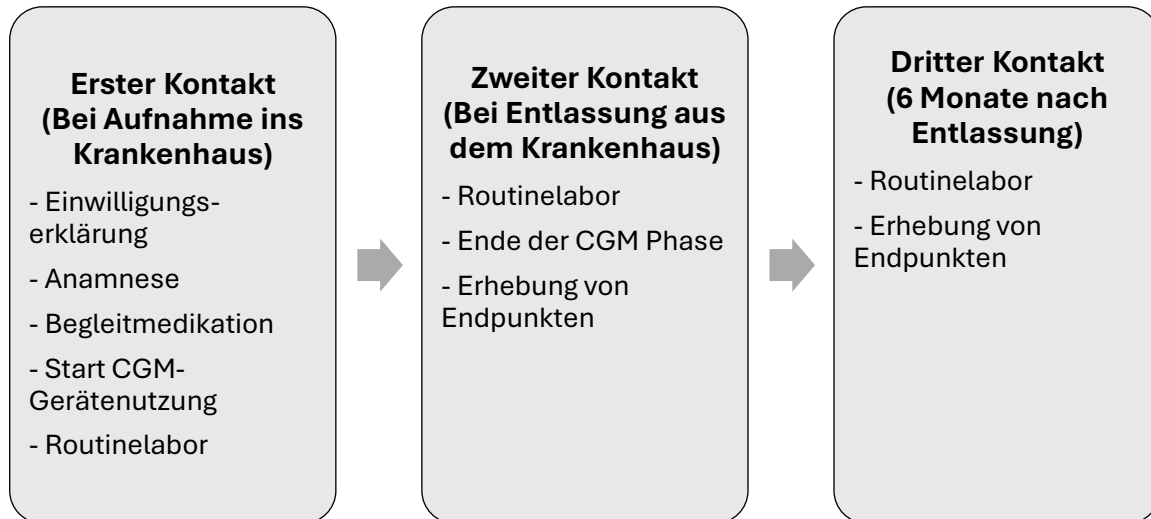 Erster Kontakt
(Bei Aufnahme ins
Krankenhaus)
- Einwilligungs-
erklärung
- Anamnese
- Begleitmedikation
- Start CGM-
Gerätenutzung
- Routinelabor
Zweiter Kontakt
(Bei Entlassung aus
dem Krankenhaus)
- Routinelabor
- Ende der CGM Phase
- Erhebung von
Endpunkten
Dritter Kontakt
(6 Monate nach
Entlassung)
- Routinelabor
- Erhebung von
Endpunkten